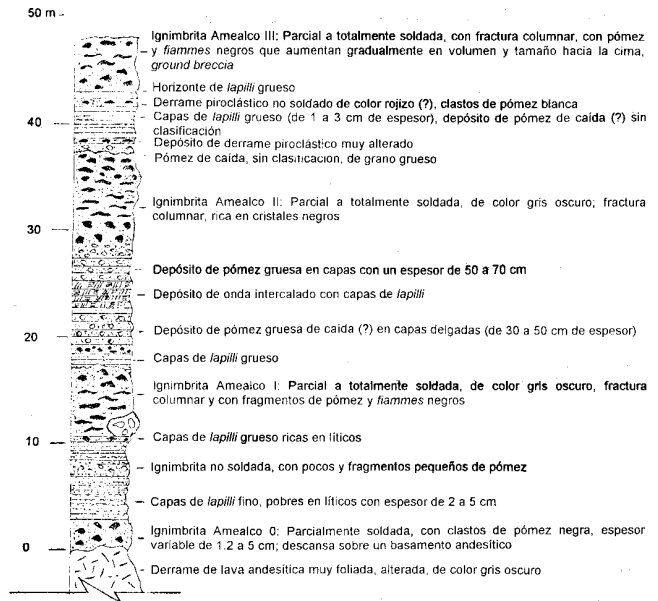 50 m
Ignimbrita Amealco III: Parcial a totalmente soldada, con fractura columnar, con pómez
y fiammes negros que aumentan gradualmente en volumen y tamaño hacia la cima,
ground breccia
Horizonte de lapilli grueso
Derrame piroclástico no soldado de color rojizo (?), clastos de pómez blanca
Capas de lapilli grueso (de 1 a 3 cm de espesor), depósito de pómez de caída (?) sin
clasificación
40
Depósito de derrame piroclástico muy alterado
Pómez de caída, sin clasificación, de grano grueso
Ignimbrita Amealco II: Parcial a totalmente soldada, de color gris oscuro; fractura
columnar, rica en cristales negros
30
Depósito de pómez gruesa en capas con un espesor de 50 a 70 cm
Depósito de onda intercalado con capas de lapilli
20
Depósito de pómez gruesa de caída (?) en capas delgadas (de 30 a 50 cm de espesor)
Capas de lapilli grueso
Ignimbrita Amealco I: Parcial a totalmente soldada, de color gris oscuro, fractura
columnar y con fragmentos de pómez y fiammes negros
10
Capas de lapilli grueso ricas en líticos
Ignimbrita no soldada, con pocos y fragmentos pequeños de pómez
Capas de lapilli fino, pobres en líticos con espesor de 2 a 5 cm
Ignimbrita Amealco 0: Parcialmente soldada, con clastos de pómez negra, espesor
variable de 1.2 a 5 cm; descansa sobre un basamento andesítico
0
Derrame de lava andesítica muy foliada, alterada, de color gris oscuro